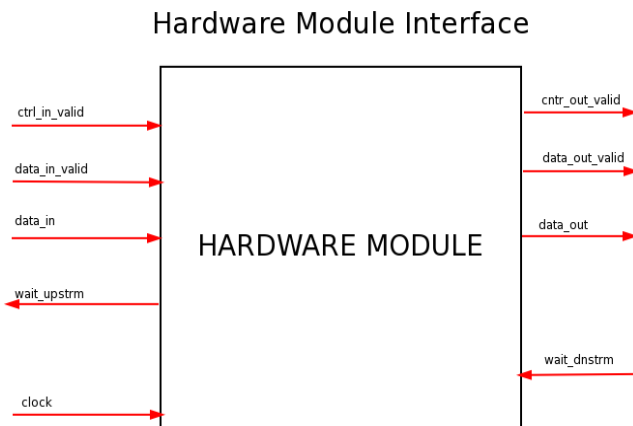 Hardware Module Interface
ctrl_in_valid
cntr_out_valid
data_in_valid
data_out_valid
data_in
data_out
HARDWARE MODULE
wait_upstrm
wait_dnstrm
clock